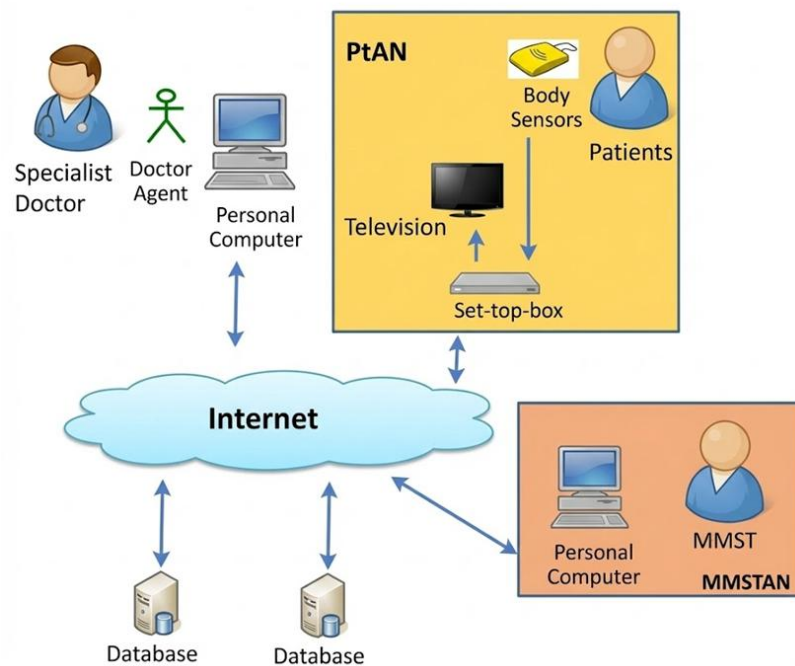 PtAN
Body
Sensors
Patients
Television
Set-top-box
Specialist
Doctor
Doctor
Agent
Personal
Computer
Internet
Personal
Computer
MMST
MMSTAN
Database
Database